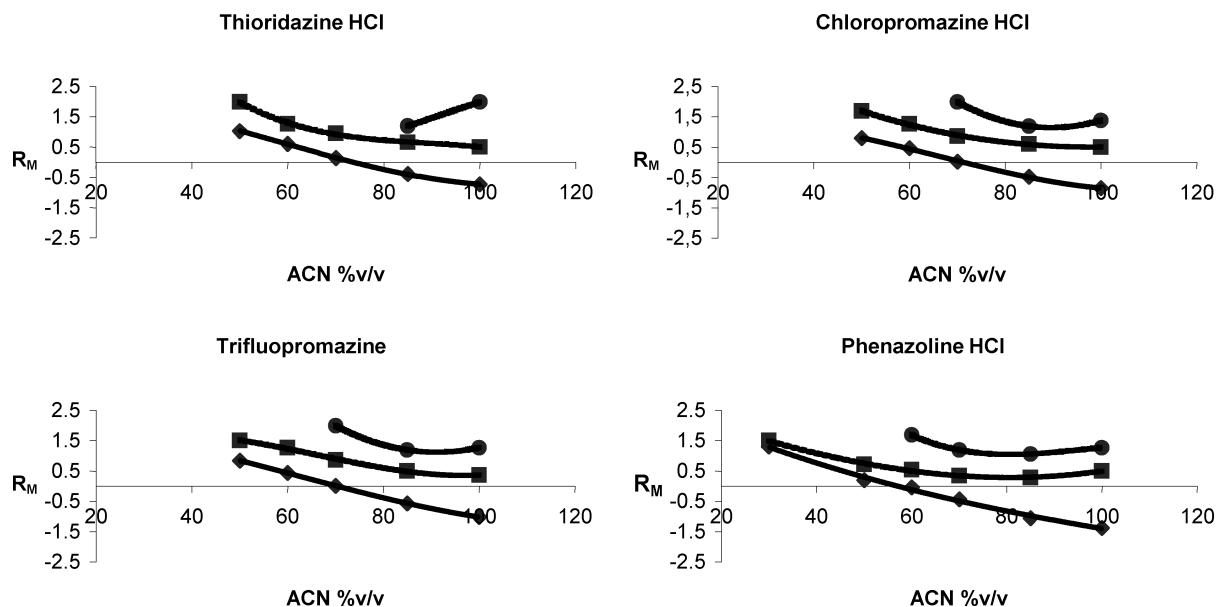 Thioridazine HCl
2.5
1.5
0.5
-0.5
-1.5
-2.5
20 40 60 80 100 120
RM
ACN %v/v
Chloropromazine HCl
2.5
1,5
0,5
-0.5
-1,5
-2.5
20 40 60 80 100 120
RM
ACN %v/v
Trifluopromazine
2.5
1.5
0.5
-0.5
-1.5
-2.5
20 40 60 80 100 120
RM
ACN %v/v
Phenazoline HCl
2.5
1.5
0.5
-0.5
-1.5
-2.5
20 40 60 80 100 120
RM
ACN %v/v